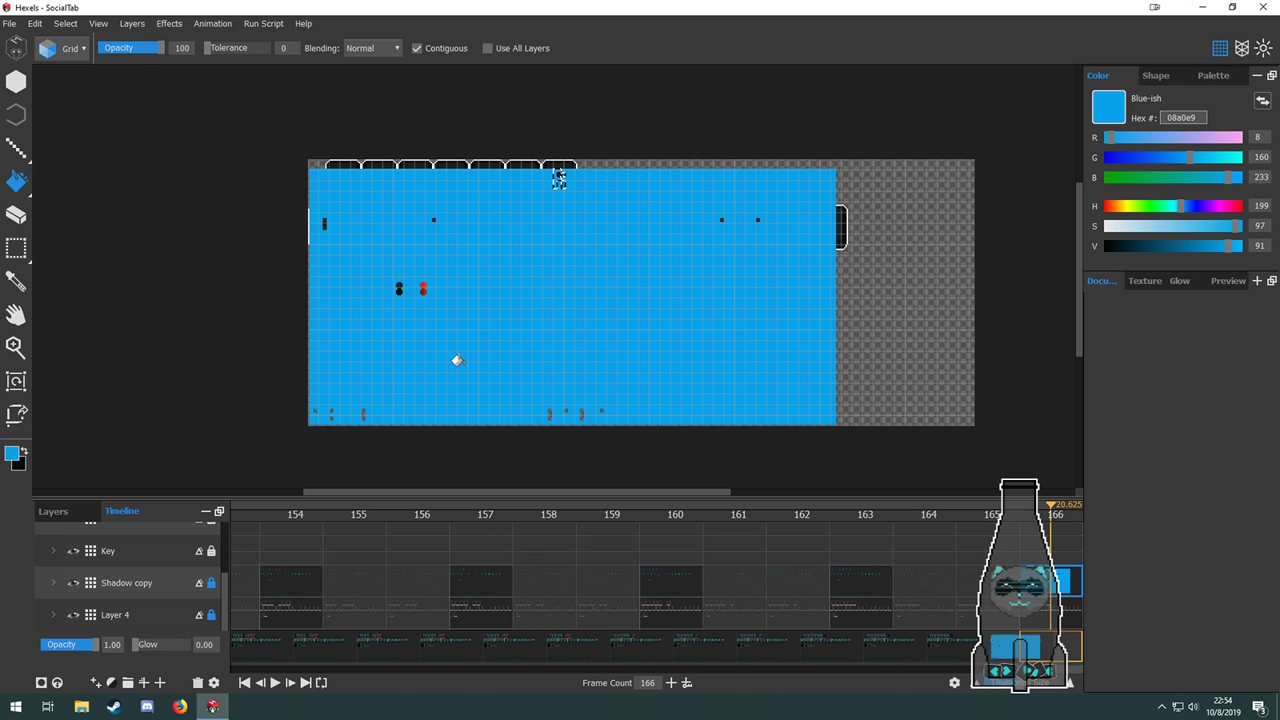 Hexels - SocialTab
File Edit Select View Layers Effects Animation Run Script Help
Grid Opacity 100 Tolerance 0 Blending: Normal Contiguous Use All Layers
Color Shape Palette
Blue-ish
Hex #: 08a0e9
R 8
G 160
B 233
H 199
S 97
V 91
Docu... Texture Glow Preview
Layers Timeline
20.625
154 155 156 157 158 159 160 161 162 163 164 165 166
Key
Shadow copy
Layer 4
Opacity 1.00 Glow 0.00
Frame Count 166
Thumbnail Size
22:54
10/8/2019
3